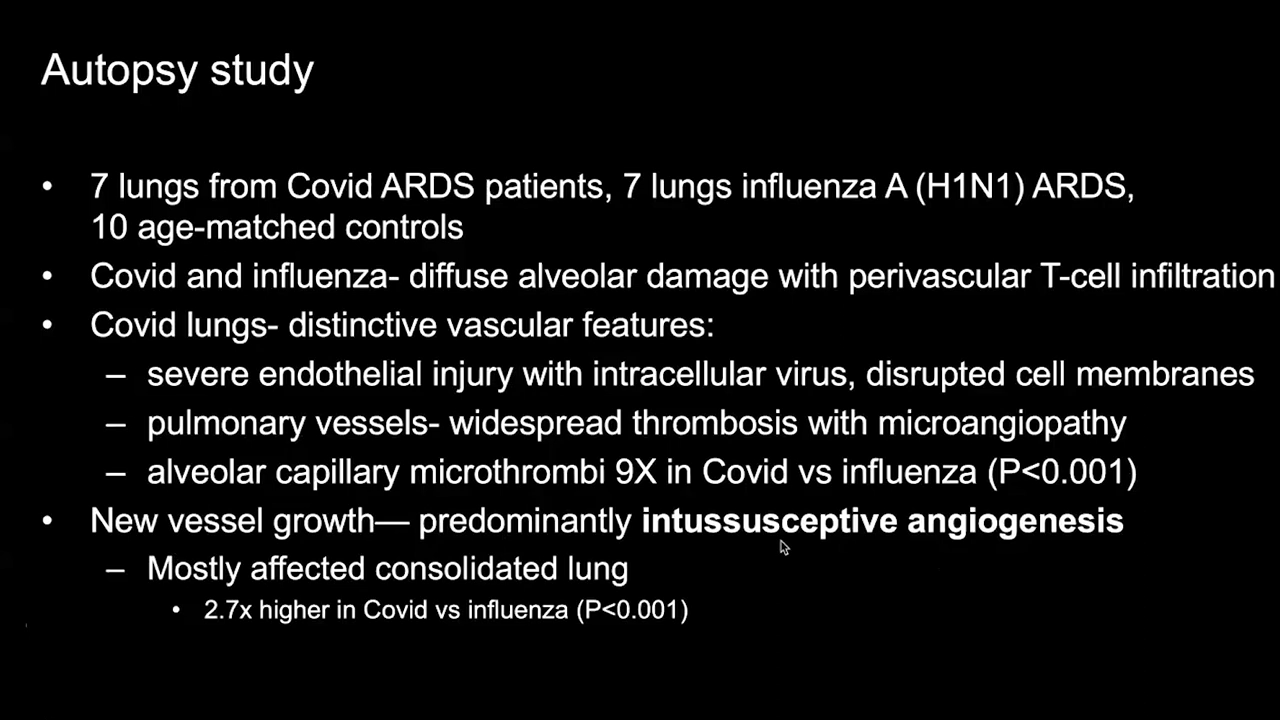 Autopsy study
• 7 lungs from Covid ARDS patients, 7 lungs influenza A (H1N1) ARDS,
10 age-matched controls
• Covid and influenza- diffuse alveolar damage with perivascular T-cell infiltration
• Covid lungs- distinctive vascular features:
– severe endothelial injury with intracellular virus, disrupted cell membranes
– pulmonary vessels- widespread thrombosis with microangiopathy
– alveolar capillary microthrombi 9X in Covid vs influenza (P<0.001)
• New vessel growth— predominantly intussusceptive angiogenesis
– Mostly affected consolidated lung
• 2.7x higher in Covid vs influenza (P<0.001)